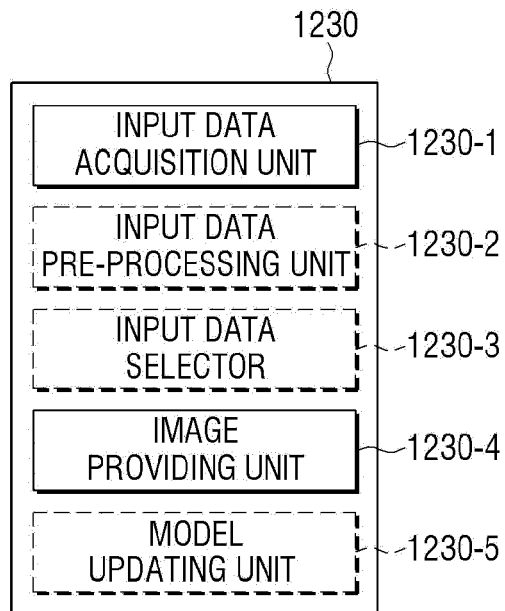 1230
INPUT DATA
ACQUISITION UNIT
1230-1
INPUT DATA
PRE-PROCESSING UNIT
1230-2
INPUT DATA
SELECTOR
1230-3
IMAGE
PROVIDING UNIT
1230-4
MODEL
UPDATING UNIT
1230-5